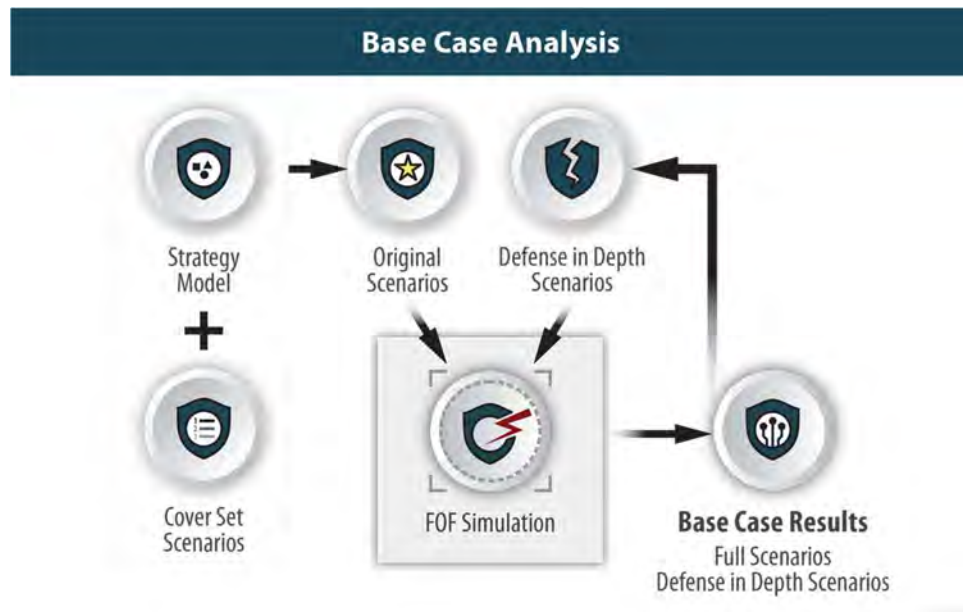 Base Case Analysis
Strategy
Model
Original
Scenarios
Defense in Depth
Scenarios
+
Cover Set
Scenarios
FOF Simulation
Base Case Results
Full Scenarios
Defense in Depth Scenarios